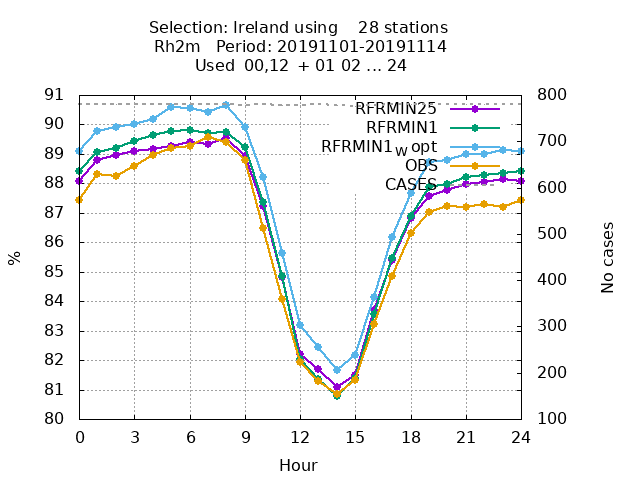 Selection: Ireland using    28 stations
Rh2m   Period: 20191101-20191114
Used  00,12  + 01 02 ... 24
91 800
90 700
89
88 600
87
86 500
85
84 400
83 300
82
81 200
80 100
RFRMIN25
RFRMIN1
RFRMIN1w opt
OBS
CASES
%
No cases
0 3 6 9 12 15 18 21 24
Hour